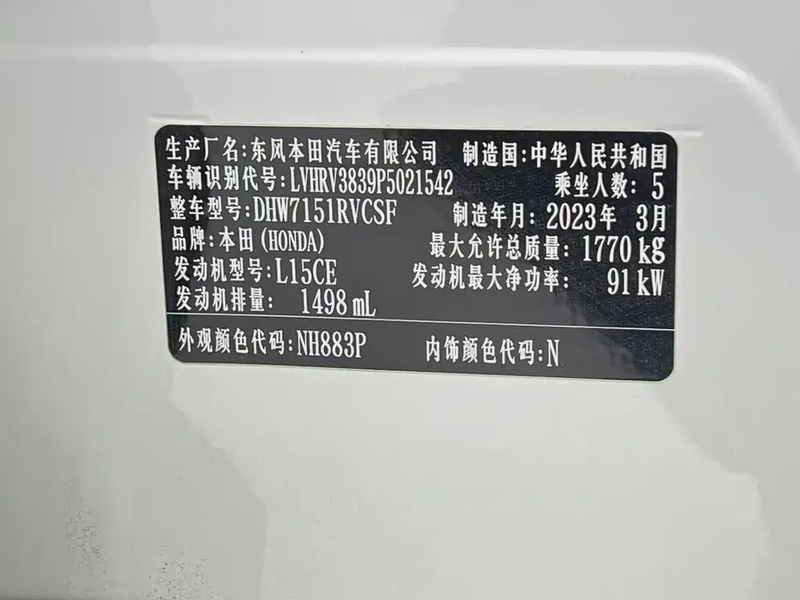 生产厂名:东风本田汽车有限公司 制造国:中华人民共和国
车辆识别代号:LVHRV3839P5021542 乘坐人数: 5
整车型号:DHW7151RVCSF 制造年月: 2023年 3月
品牌:本田(HONDA) 最大允许总质量: 1770 kg
发动机型号:L15CE 发动机最大净功率: 91 kW
发动机排量: 1498 mL
外观颜色代码:NH883P 内饰颜色代码:N